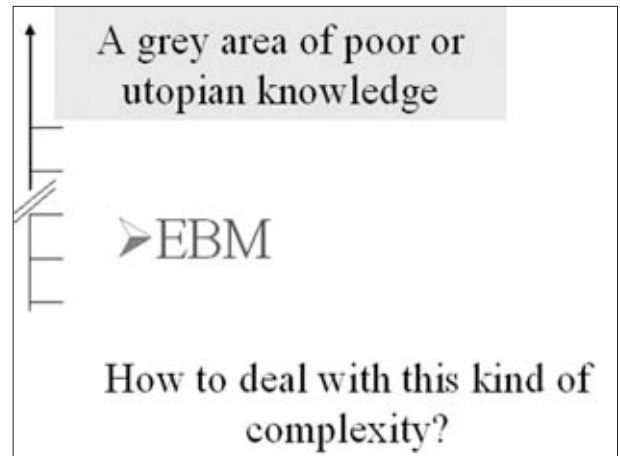 A grey area of poor or
utopian knowledge
EBM
How to deal with this kind of
complexity?